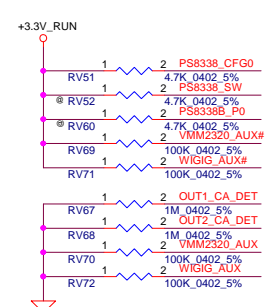 +3.3V_RUN
1 2 PS8338_CFG0
RV51 4.7K_0402_5%
1 2 PS8338_SW
@ RV52 4.7K_0402_5%
1 2 PS8338B_P0
@ RV60 4.7K_0402_5%
1 2 VMM2320_AUX#
RV69 100K_0402_5%
1 2 WIGIG_AUX#
RV71 100K_0402_5%
1 2 OUT1_CA_DET
RV67 1M_0402_5%
1 2 OUT2_CA_DET
RV68 1M_0402_5%
1 2 VMM2320_AUX
RV70 100K_0402_5%
1 2 WIGIG_AUX
RV72 100K_0402_5%